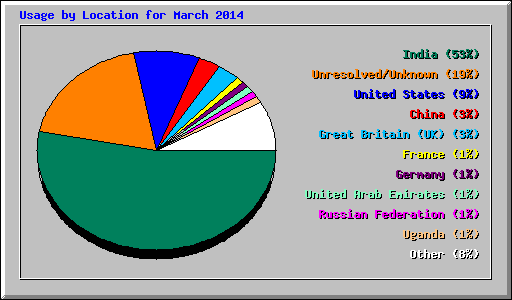 Usage by Location for March 2014
India (53%)
Unresolved/Unknown (19%)
United States (9%)
China (3%)
Great Britain (UK) (3%)
France (1%)
Germany (1%)
United Arab Emirates (1%)
Russian Federation (1%)
Uganda (1%)
Other (8%)